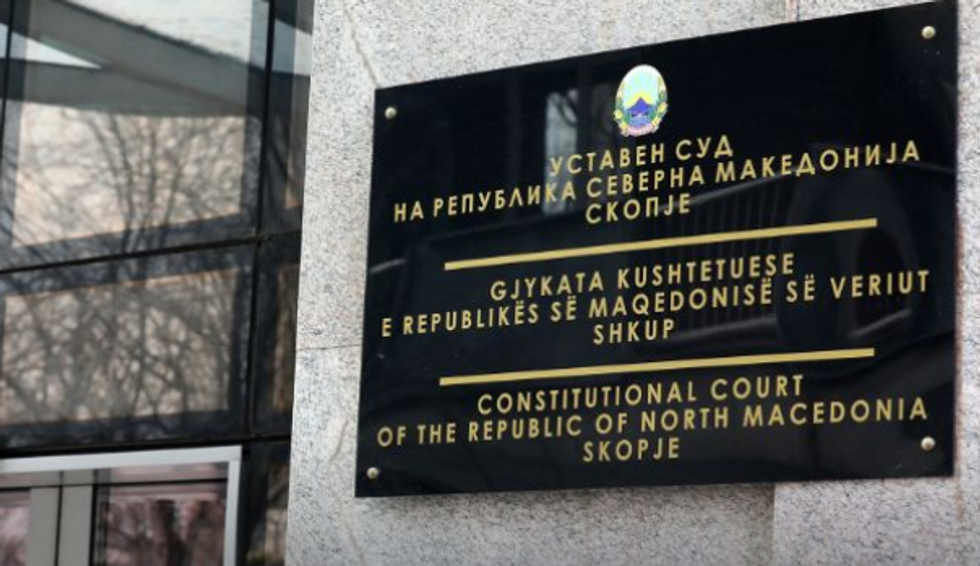 УСТАВЕН СУД
НА РЕПУБЛИКА СЕВЕРНА МАКЕДОНИЈА
СКОПЈЕ
GJYKATA KUSHTETUESE
E REPUBLIKËS SË MAQEDONISË SË VERIUT
SHKUP
CONSTITUTIONAL COURT
OF THE REPUBLIC OF NORTH MACEDONIA
SKOPJE